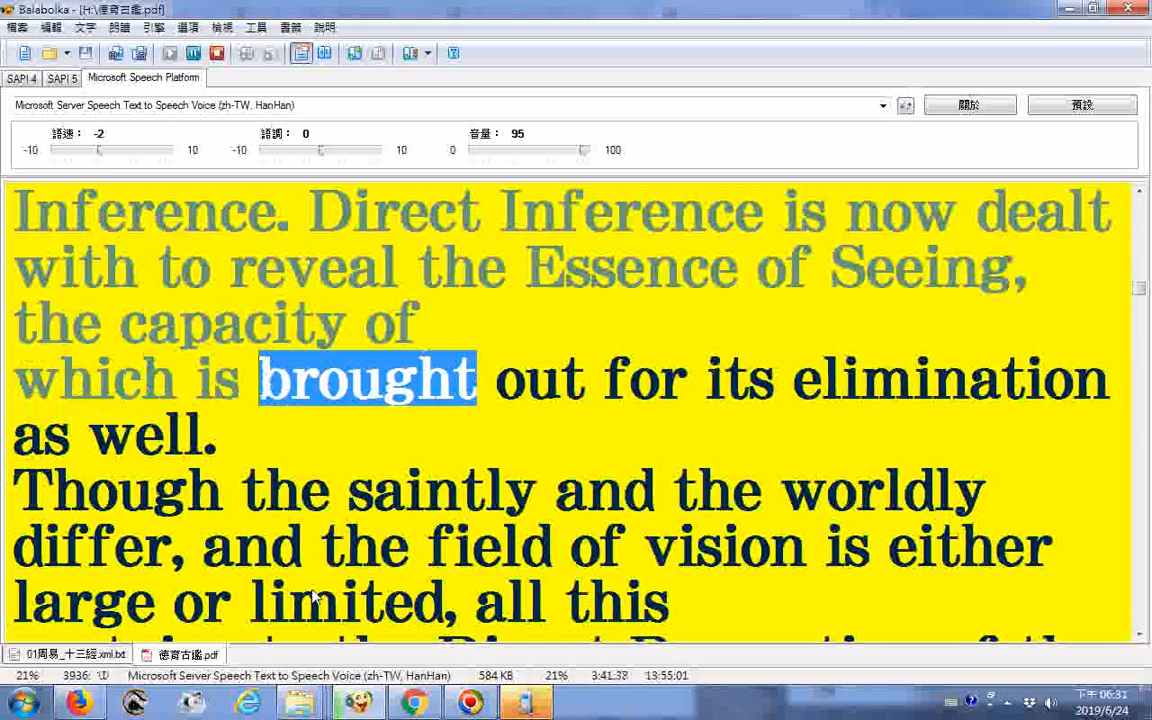 Balabolka - [H:\德育古鑑.pdf]
檔案 編輯 文字 朗讀 引擎 選項 檢視 工具 書籤 說明
SAPI 4 SAPI 5 Microsoft Speech Platform
Microsoft Server Speech Text to Speech Voice (zh-TW, HanHan) 關於 預設
語速: -2 語調: 0 音量: 95
-10 10 -10 10 0 100
Inference. Direct Inference is now dealt
with to reveal the Essence of Seeing,
the capacity of
which is brought out for its elimination
as well.
Though the saintly and the worldly
differ, and the field of vision is either
large or limited, all this
01周易_十三經.xml.txt 德育古鑑.pdf
21% 3936: Microsoft Server Speech Text to Speech Voice (zh-TW, HanHan) 584 KB 21% 3:41:38 13:55:01
下午 06:31
2019/6/24